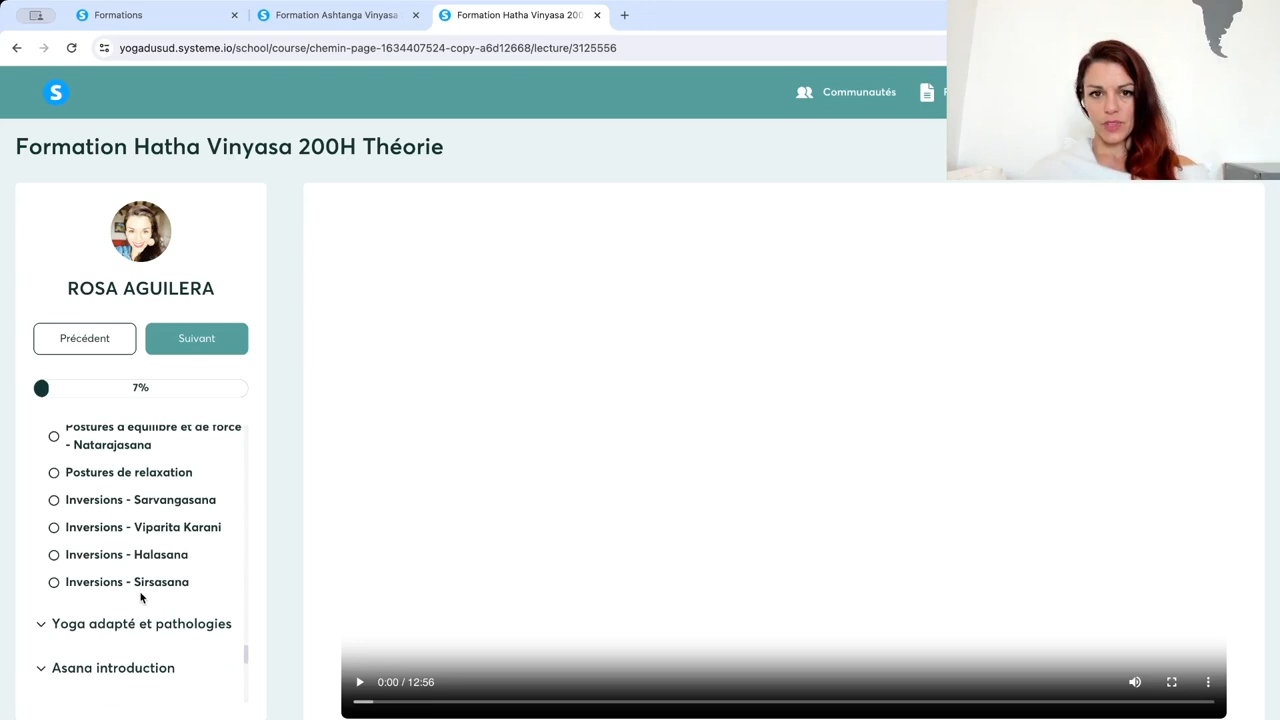 Formations
Formation Ashtanga Vinyasa
Formation Hatha Vinyasa 200
yogadusud.systeme.io/school/course/chemin-page-1634407524-copy-a6d12668/lecture/3125556
S
Communautés
F
Formation Hatha Vinyasa 200H Théorie
ROSA AGUILERA
Précédent
Suivant
7%
Postures d'équilibre et de force
- Natarajasana
Postures de relaxation
Inversions - Sarvangasana
Inversions - Viparita Karani
Inversions - Halasana
Inversions - Sirsasana
Yoga adapté et pathologies
Asana introduction
0:00 / 12:56